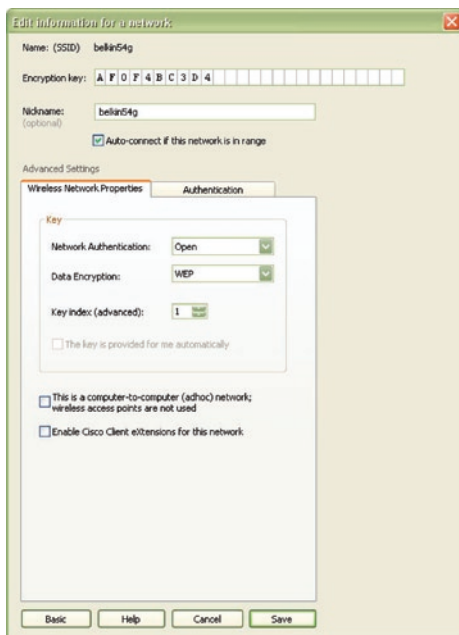 Edit information for a network
Name: (SSID) belkin54g
Encryption key: A F 0 F 4 B C 3 D 4
Nickname: belkin54g
(optional)
Auto-connect if this network is in range
Advanced Settings
Wireless Network Properties Authentication
Key
Network Authentication: Open
Data Encryption: WEP
Key index (advanced): 1
The key is provided for me automatically
This is a computer-to-computer (adhoc) network;
wireless access points are not used
Enable Cisco Client eXtensions for this network
Basic Help Cancel Save